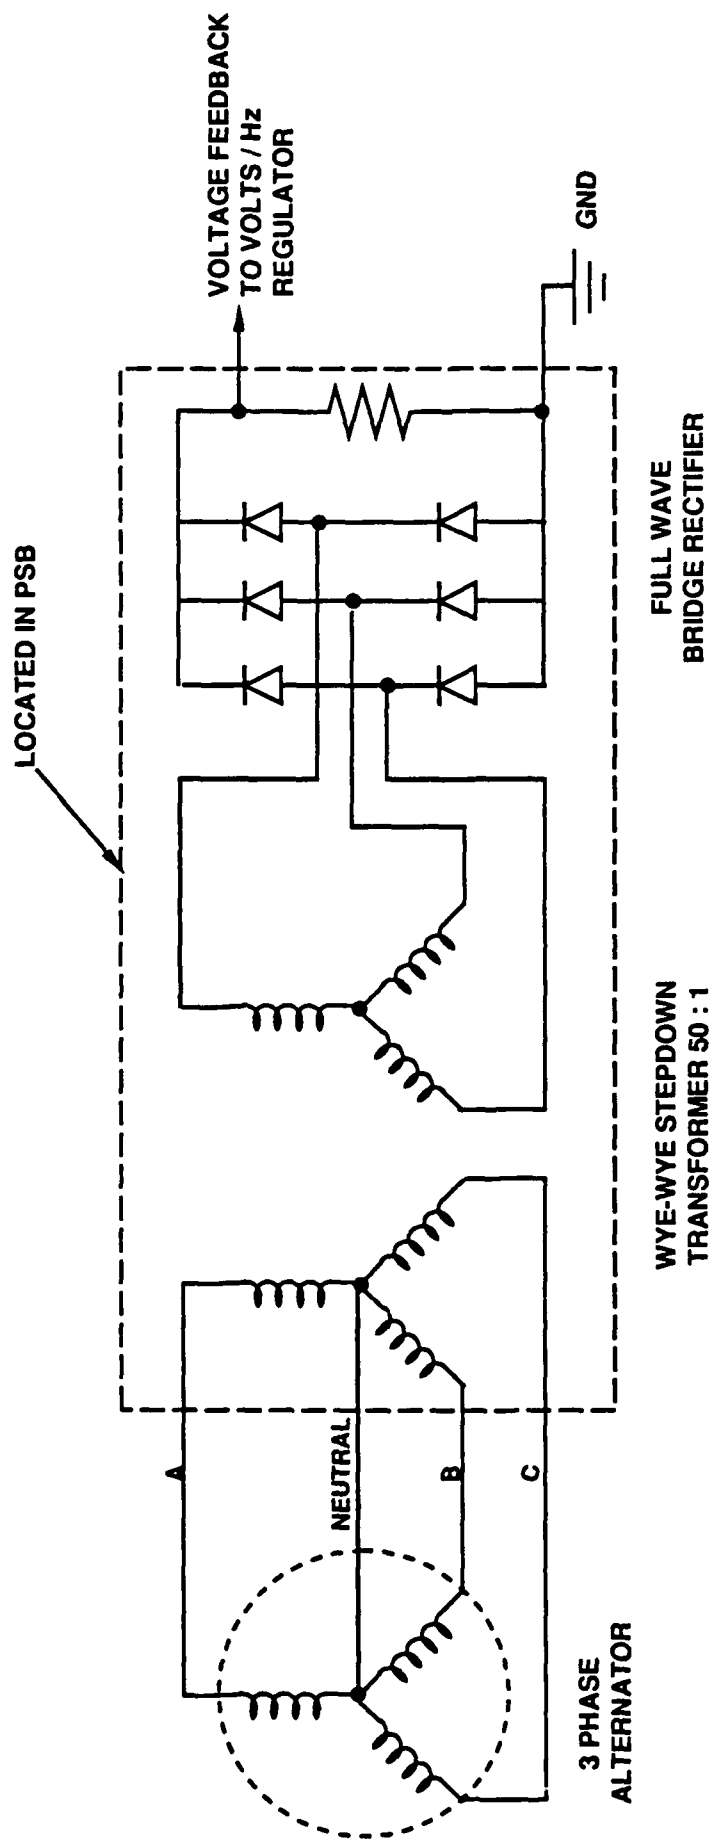 LOCATED IN PSB
VOLTAGE FEEDBACK
TO VOLTS / Hz
REGULATOR
A
NEUTRAL
B
C
GND
3 PHASE
ALTERNATOR
WYE-WYE STEPDOWN
TRANSFORMER 50 : 1
FULL WAVE
BRIDGE RECTIFIER